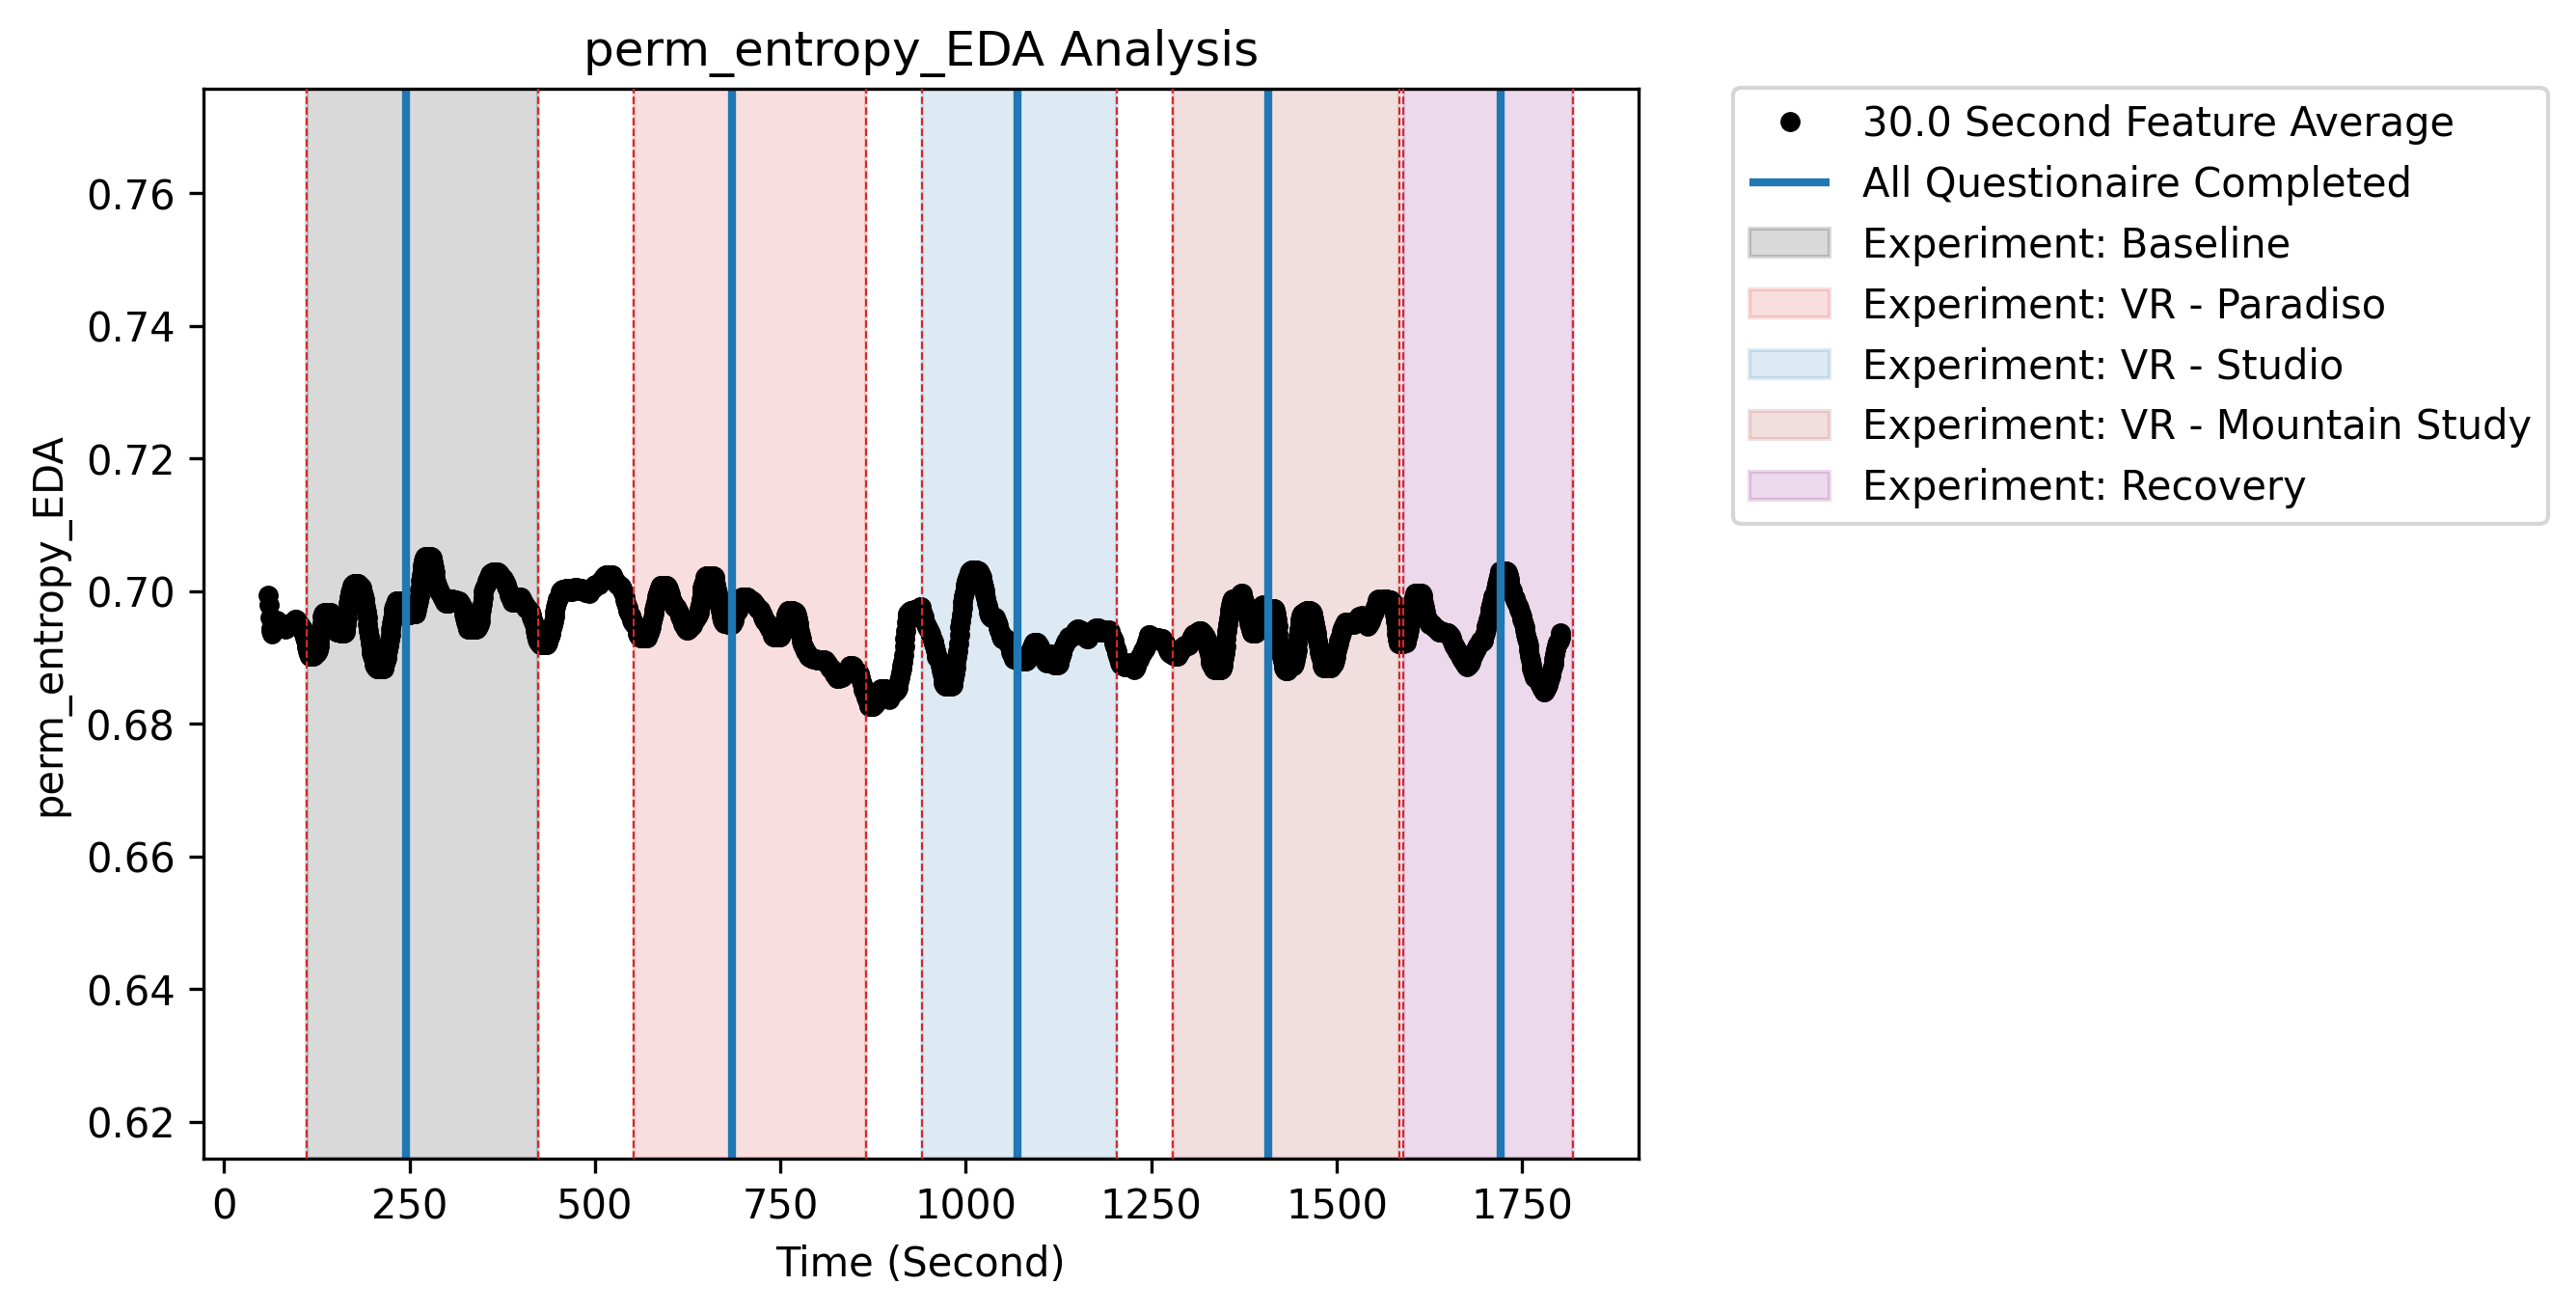 perm_entropy_EDA Analysis
30.0 Second Feature Average
All Questionaire Completed
Experiment: Baseline
Experiment: VR - Paradiso
Experiment: VR - Studio
Experiment: VR - Mountain Study
Experiment: Recovery
perm_entropy_EDA
0.76
0.74
0.72
0.70
0.68
0.66
0.64
0.62
0 250 500 750 1000 1250 1500 1750
Time (Second)